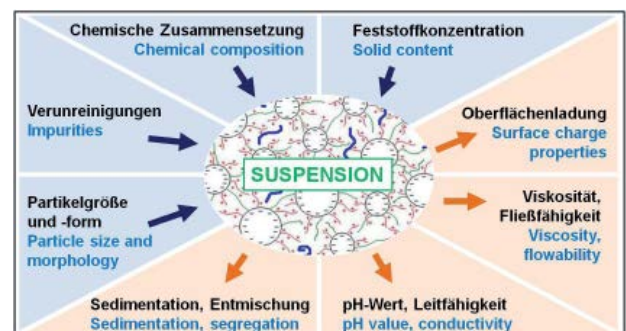 Chemische Zusammensetzung
Chemical composition
Feststoffkonzentration
Solid content
Verunreinigungen
Impurities
Oberflächenladung
Surface charge
properties
SUSPENSION
Partikelgröße
und -form
Particle size and
morphology
Viskosität,
Fließfähigkeit
Viscosity,
flowability
Sedimentation, Entmischung
Sedimentation, segregation
pH-Wert, Leitfähigkeit
pH value, conductivity